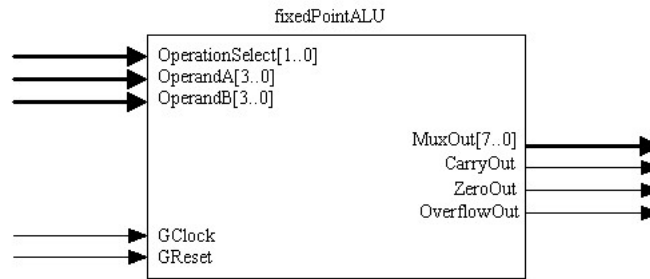 fixedPointALU
OperationSelect[1..0]
OperandA[3..0]
OperandB[3..0]
MuxOut[7..0]
CarryOut
ZeroOut
OverflowOut
GClock
GReset